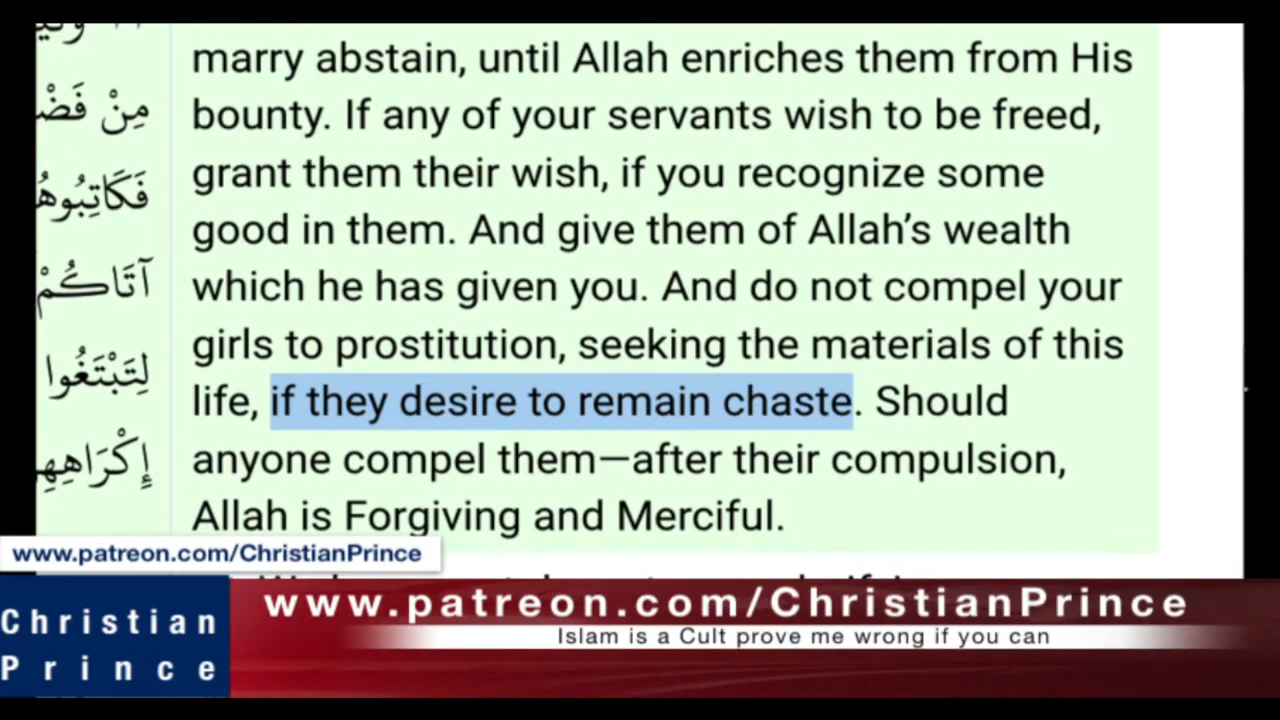 marry abstain, until Allah enriches them from His
مِنْ
bounty. If any of your servants wish to be freed,
grant them their wish, if you recognize some
good in them. And give them of Allah’s wealth
آتَاكُمْ
which he has given you. And do not compel your
girls to prostitution, seeking the materials of this
لِتَبْتَغُوا
life, if they desire to remain chaste. Should
anyone compel them—after their compulsion,
Allah is Forgiving and Merciful.
www.patreon.com/ChristianPrince
Christian
Prince
www.patreon.com/ChristianPrince
Islam is a Cult prove me wrong if you can